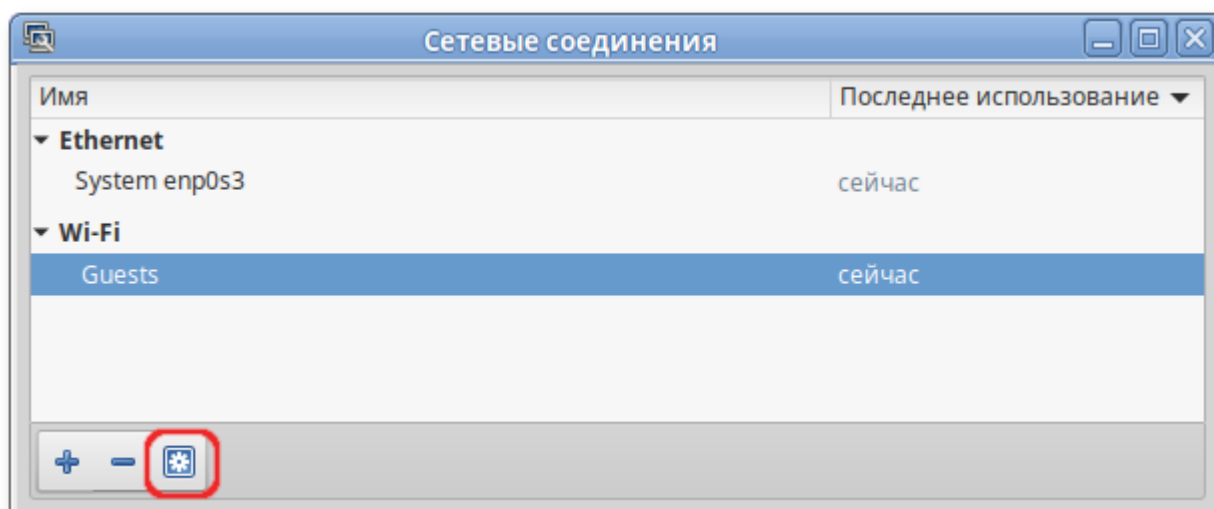 Сетевые соединения
Имя Последнее использование
Ethernet
System enp0s3 сейчас
Wi-Fi
Guests сейчас